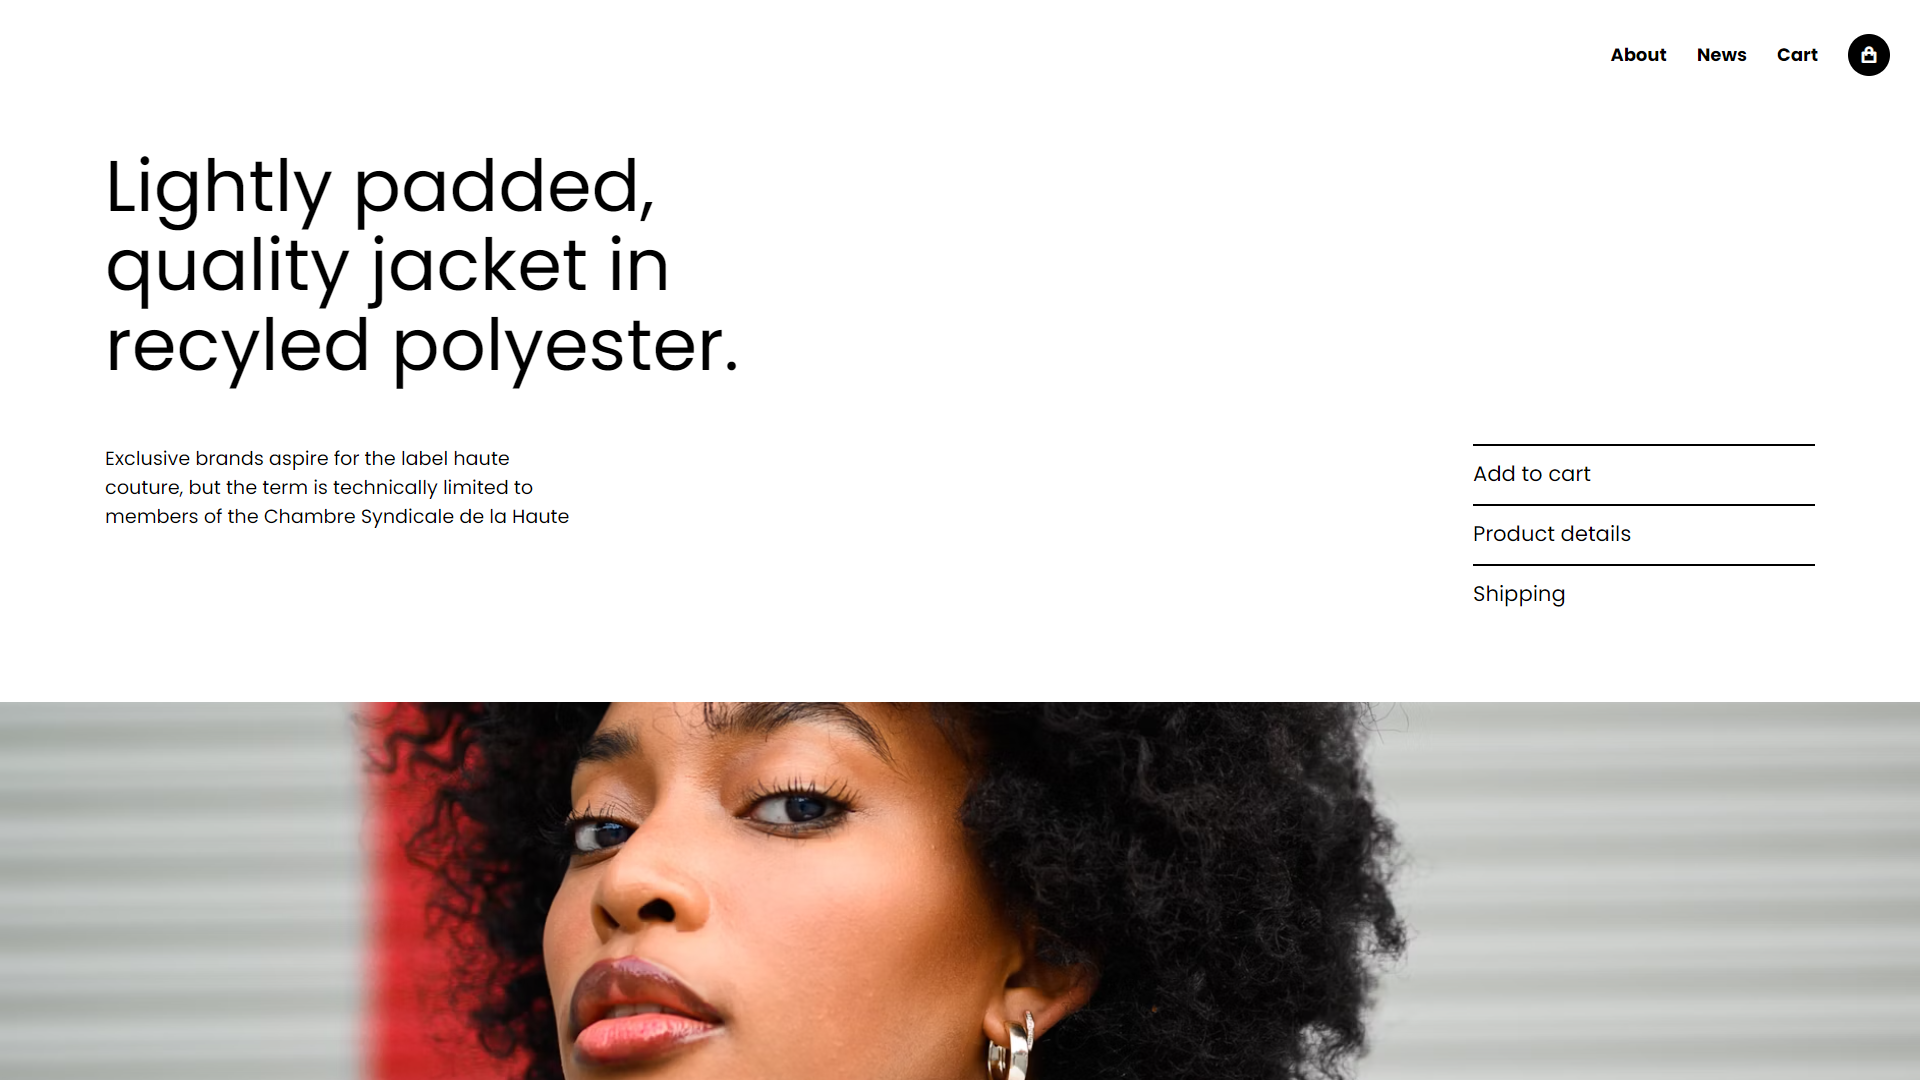 About News Cart
Lightly padded,
quality jacket in
recyled polyester.
Exclusive brands aspire for the label haute
couture, but the term is technically limited to
members of the Chambre Syndicale de la Haute
Add to cart
Product details
Shipping